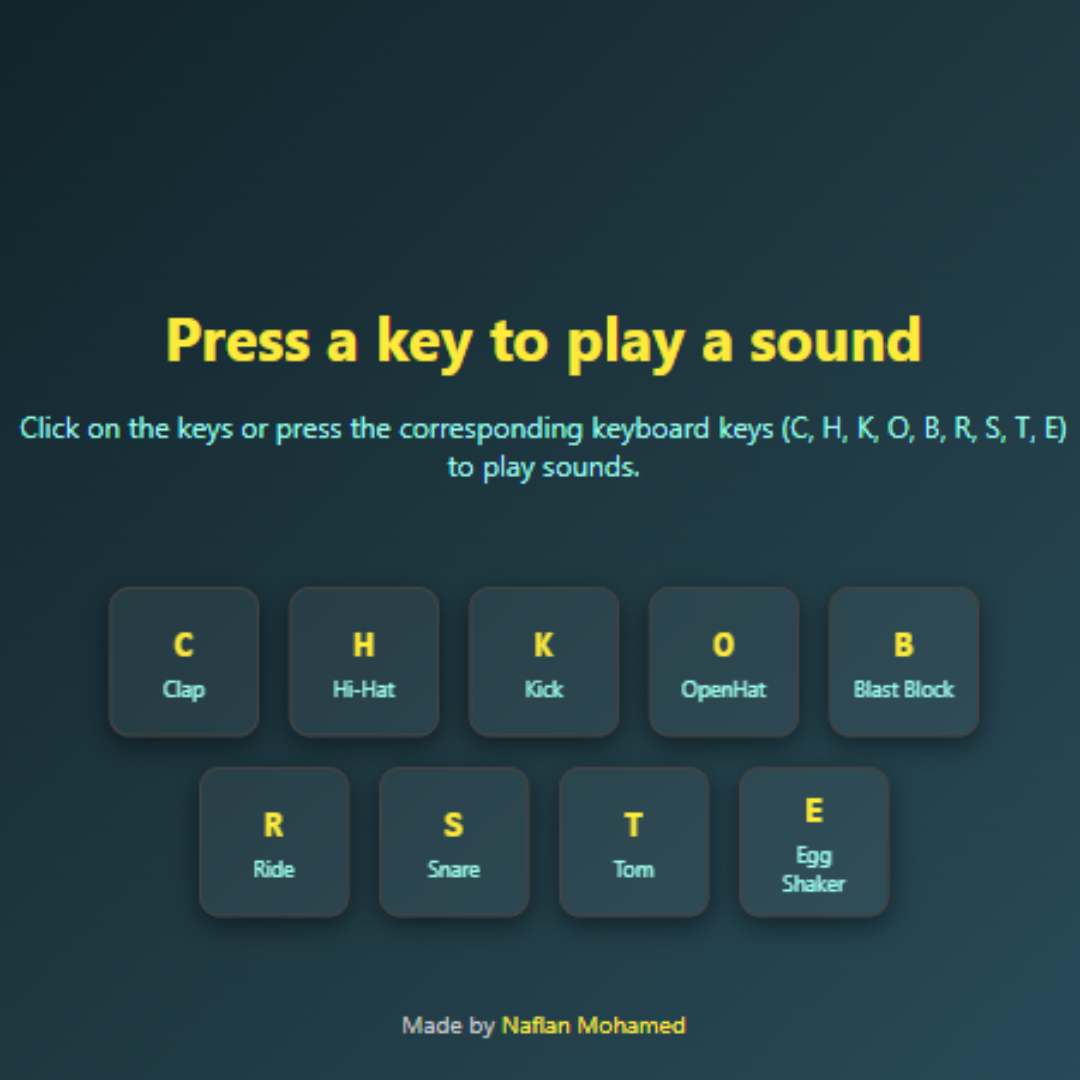 Press a key to play a sound
Click on the keys or press the corresponding keyboard keys (C, H, K, O, B, R, S, T, E)
to play sounds.
C
Clap
H
Hi-Hat
K
Kick
O
OpenHat
B
Blast Block
R
Ride
S
Snare
T
Tom
E
Egg
Shaker
Made by Naflan Mohamed